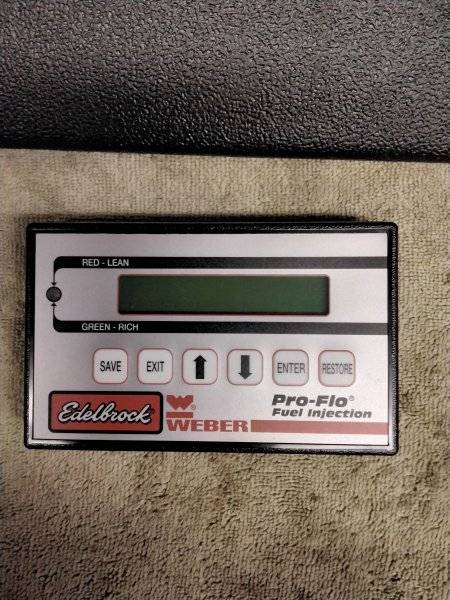 RED - LEAN
GREEN - RICH
SAVE EXIT ENTER RESTORE
Edelbrock® ® WEBER Pro-Flo®
Fuel Injection